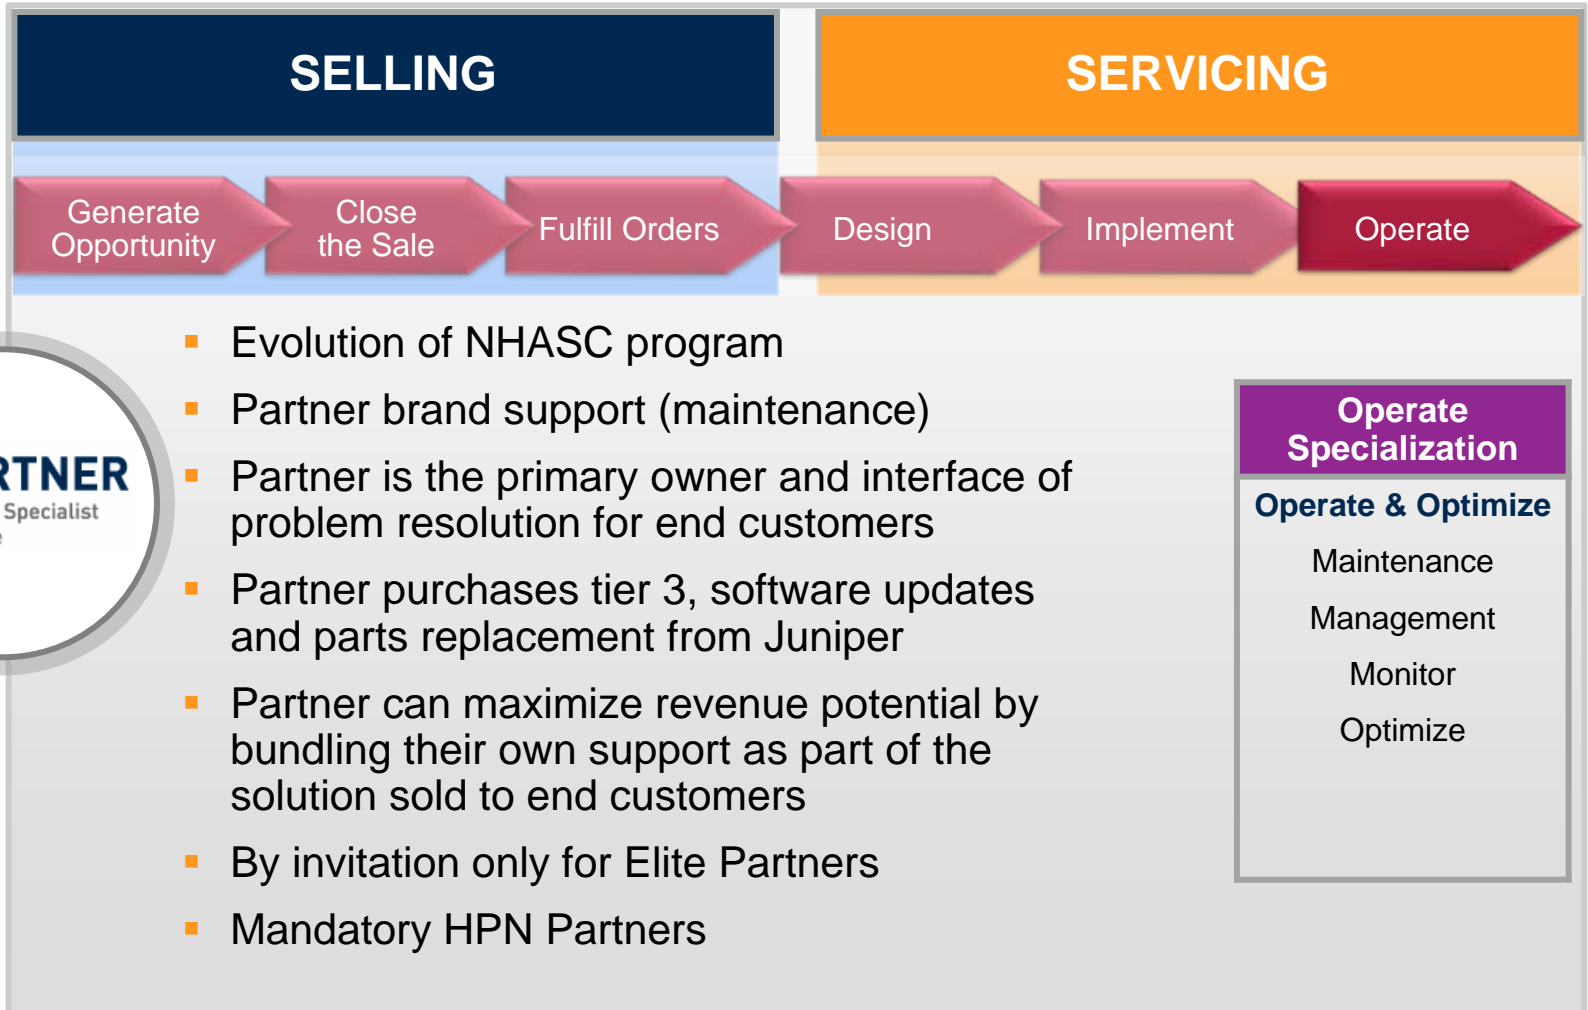 SELLING
SERVICING
Generate
Opportunity
Close
the Sale
Fulfill Orders
Design
Implement
Operate
Evolution of NHASC program
Partner brand support (maintenance)
Partner is the primary owner and interface of
problem resolution for end customers
Partner purchases tier 3, software updates
and parts replacement from Juniper
Partner can maximize revenue potential by
bundling their own support as part of the
solution sold to end customers
By invitation only for Elite Partners
Mandatory HPN Partners
RTNER
Specialist
Operate
Specialization
Operate & Optimize
Maintenance
Management
Monitor
Optimize